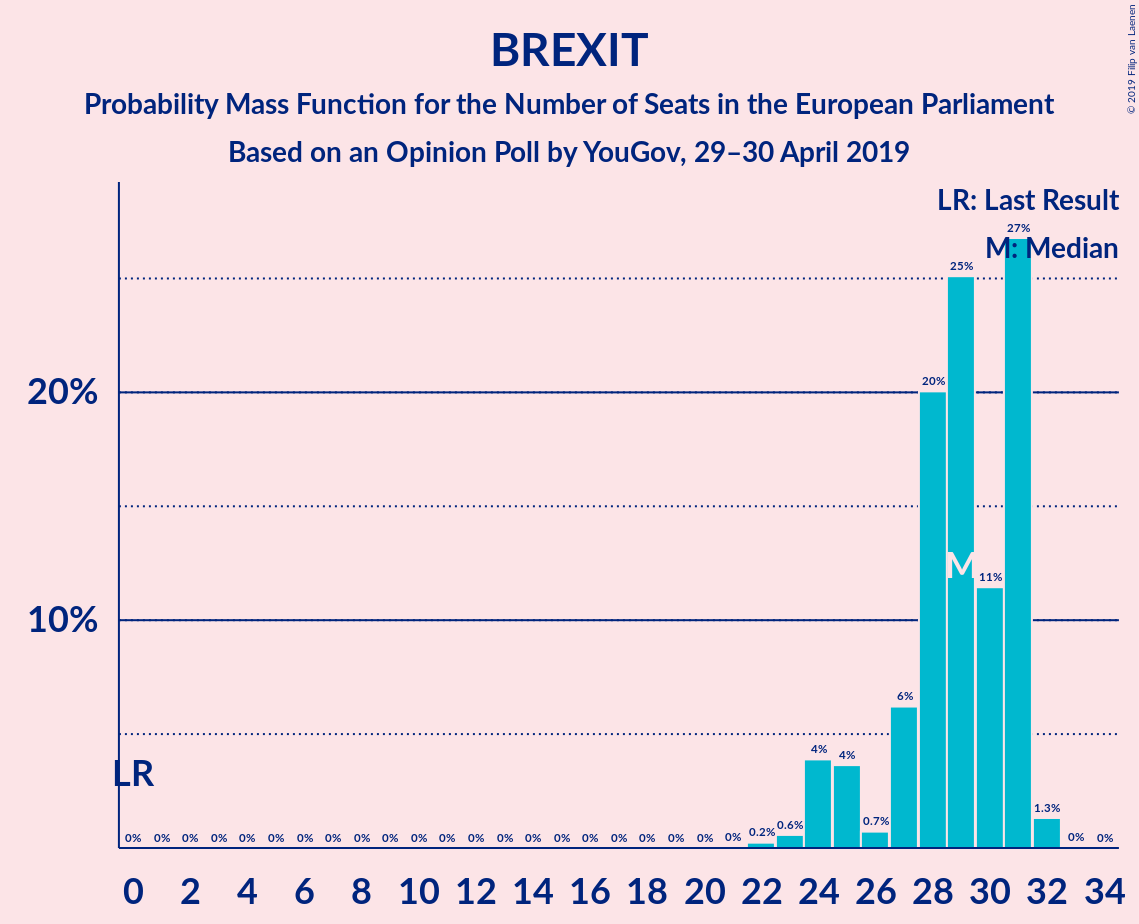 © 2019 Filip van Laenen
BREXIT
Probability Mass Function for the Number of Seats in the European Parliament
Based on an Opinion Poll by YouGov, 29–30 April 2019
LR: Last Result
M: Median
27%
25%
20%
20%
M
11%
10%
6%
4%
4%
LR
1.3%
0% 0% 0% 0% 0% 0% 0% 0% 0% 0% 0% 0% 0% 0% 0% 0% 0% 0% 0% 0% 0% 0% 0.2% 0.6% 0.7% 0% 0%
0 2 4 6 8 10 12 14 16 18 20 22 24 26 28 30 32 34